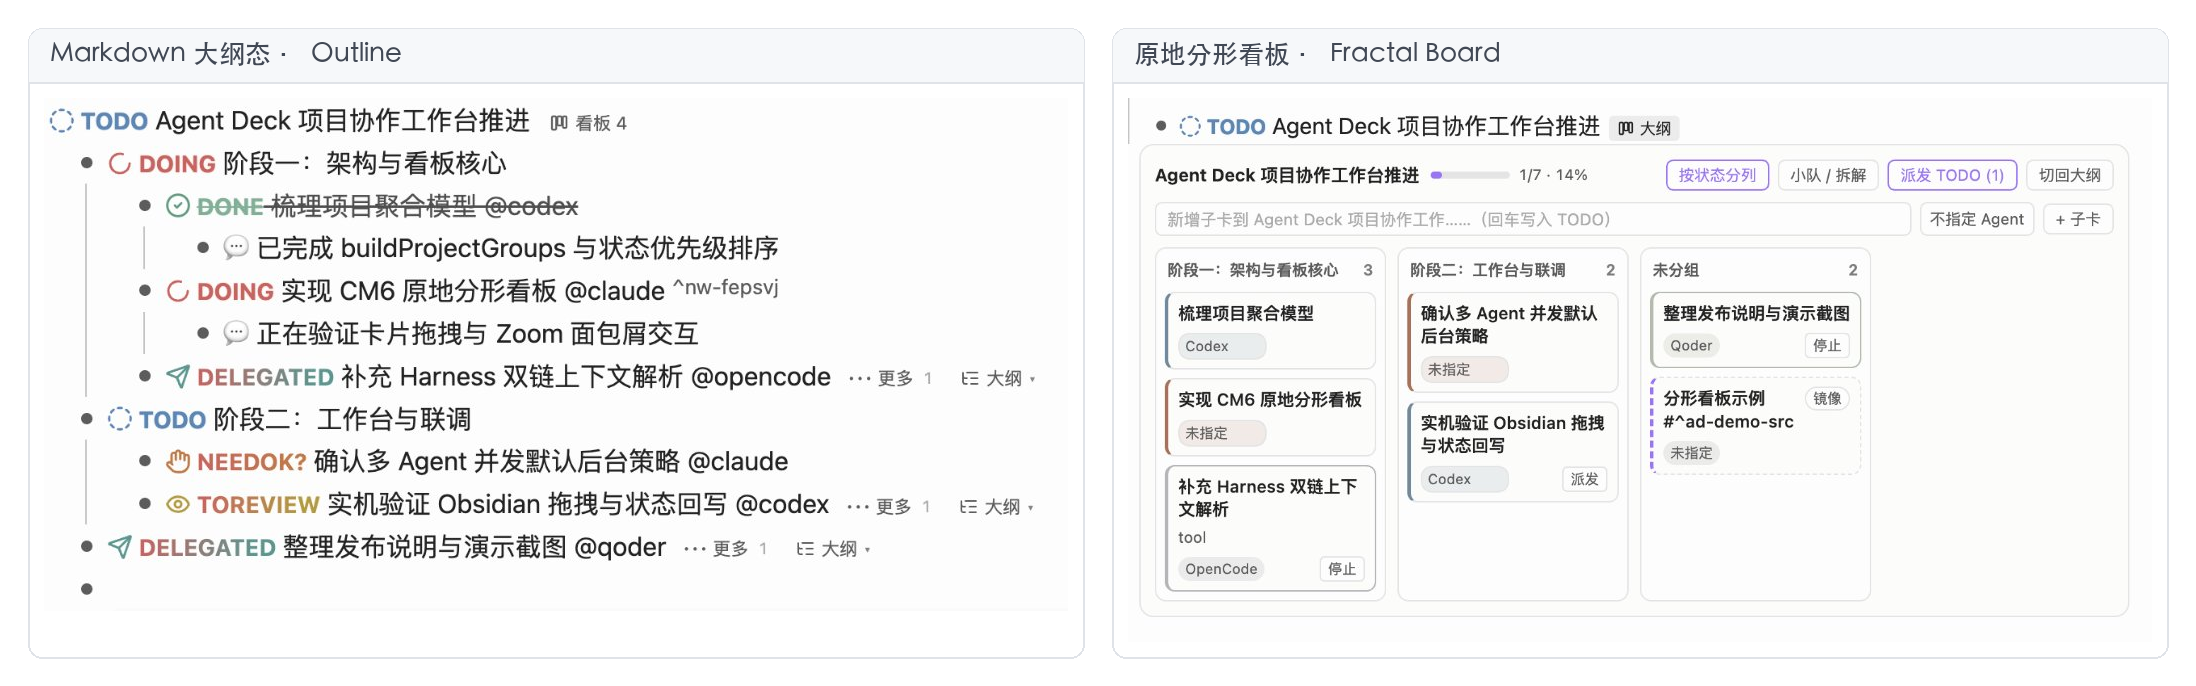 Markdown 大纲态 · Outline
TODO Agent Deck 项目协作工作台推进 看板 4
DOING 阶段一：架构与看板核心
DONE 梳理项目聚合模型 @codex
已完成 buildProjectGroups 与状态优先级排序
DOING 实现 CM6 原地分形看板 @claude ^nw-fepsvj
正在验证卡片拖拽与 Zoom 面包屑交互
DELEGATED 补充 Harness 双链上下文解析 @opencode ··· 更多 1 大纲
TODO 阶段二：工作台与联调
NEEDOK? 确认多 Agent 并发默认后台策略 @claude
TOREVIEW 实机验证 Obsidian 拖拽与状态回写 @codex ··· 更多 1 大纲
DELEGATED 整理发布说明与演示截图 @qoder ··· 更多 1 大纲
原地分形看板 · Fractal Board
TODO Agent Deck 项目协作工作台推进 大纲
Agent Deck 项目协作工作台推进 1/7 · 14% 按状态分列 小队 / 拆解 派发 TODO (1) 切回大纲
新增子卡到 Agent Deck 项目协作工作……（回车写入 TODO） 不指定 Agent + 子卡
阶段一：架构与看板核心 3
梳理项目聚合模型
Codex
实现 CM6 原地分形看板
未指定
补充 Harness 双链上下
文解析
tool
OpenCode 停止
阶段二：工作台与联调 2
确认多 Agent 并发默认
后台策略
未指定
实机验证 Obsidian 拖拽
与状态回写
Codex 派发
未分组 2
整理发布说明与演示截图
Qoder 停止
分形看板示例 镜像
#^ad-demo-src
未指定